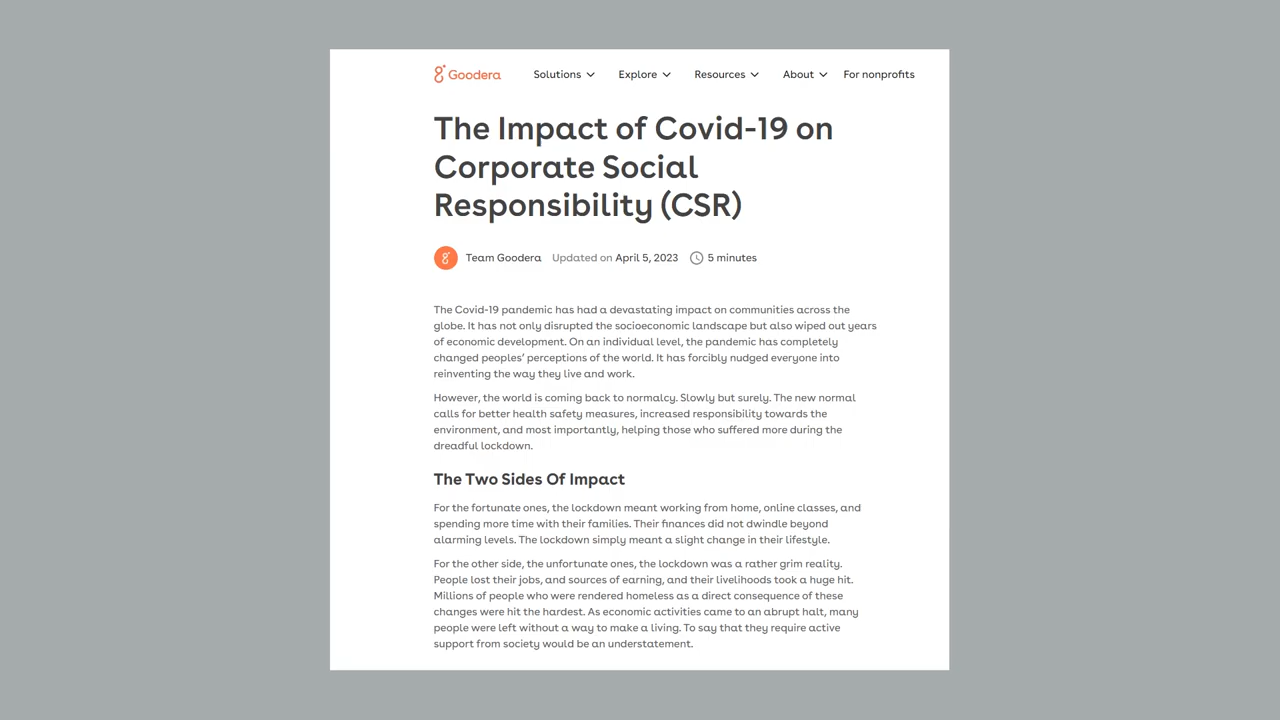 Goodera Solutions Explore Resources About For nonprofits
The Impact of Covid-19 on
Corporate Social
Responsibility (CSR)
Team Goodera Updated on April 5, 2023 5 minutes
The Covid-19 pandemic has had a devastating impact on communities across the
globe. It has not only disrupted the socioeconomic landscape but also wiped out years
of economic development. On an individual level, the pandemic has completely
changed peoples’ perceptions of the world. It has forcibly nudged everyone into
reinventing the way they live and work.
However, the world is coming back to normalcy. Slowly but surely. The new normal
calls for better health safety measures, increased responsibility towards the
environment, and most importantly, helping those who suffered more during the
dreadful lockdown.
The Two Sides Of Impact
For the fortunate ones, the lockdown meant working from home, online classes, and
spending more time with their families. Their finances did not dwindle beyond
alarming levels. The lockdown simply meant a slight change in their lifestyle.
For the other side, the unfortunate ones, the lockdown was a rather grim reality.
People lost their jobs, and sources of earning, and their livelihoods took a huge hit.
Millions of people who were rendered homeless as a direct consequence of these
changes were hit the hardest. As economic activities came to an abrupt halt, many
people were left without a way to make a living. To say that they require active
support from society would be an understatement.